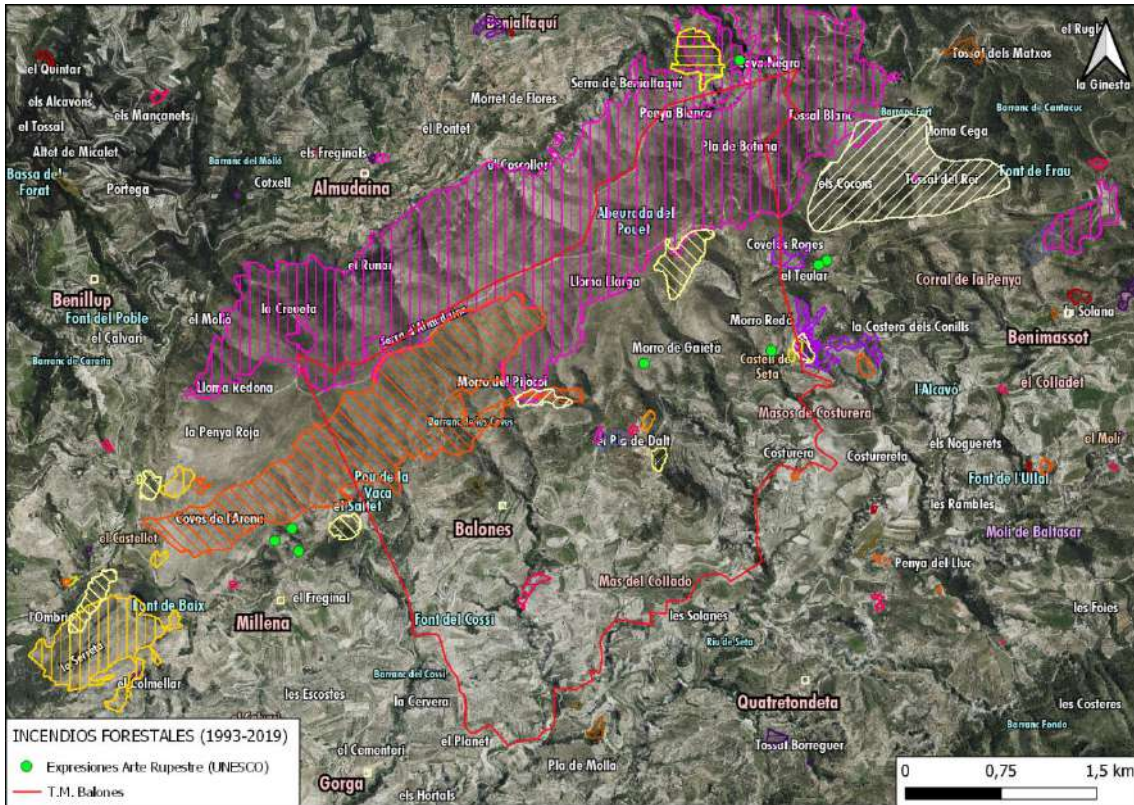 Benialfaquí
el Rugle
Tossal dels Matxos
el Quintar
Cova Negra
la Ginesta
Serra de Benialfaquí
els Alcavons
els Mançanets
Morret de Flores
Penya Blanca
Tossal Blanc
Barranc Fort
Barranc de Cantacuc
el Tossal
el Pontet
Moma Cega
Altet de Micalet
Barranc del Molló
els Freginals
el Coscollar
Pla de Botina
Bassa del Forat
Portega
Cotxell
Almudaina
els Cocons
Tossal del Rei
Font de Frau
Abeurada del Pouet
Covetes Roges
el Runar
Lloma Llarga
el Teular
Corral de la Penya
Benillup
la Creueta
Font del Poble
el Molló
Serra d'Almudaina
Morro Redó
la Costera dels Conills
la Solana
el Calvari
Benimassot
Morro de Gaieta
Castell de Seta
Lloma Redona
Morro del Pijocol
l'Alcavó
el Colladet
la Penya Roja
Barranc de les Coves
Masos de Costurera
el Pla de Dalt
els Noguerets
el Molí
Costurera
Costurereta
Pou de la Vaca
Font de l'Ullal
el Saltet
les Rambles
Coves de l'Arena
Balones
el Castellet
Molí de Baltasar
Penya del Lluc
Mas del Collado
l'Ombria
Font de Baix
el Freginal
les Foies
Millena
Font del Cossi
les Solanes
Riu de Seta
la Serreta
el Colmellar
Barranc del Cossi
les Escostes
la Cervera
Quatretondeta
les Costeres
Barranc Fondo
el Planet
el Comentari
Tossal Borreguer
Pla de Molla
Gorga
els Hortals
INCENDIOS FORESTALES (1993-2019)
Expresiones Arte Rupestre (UNESCO)
T.M. Balones
0 0,75 1,5 km